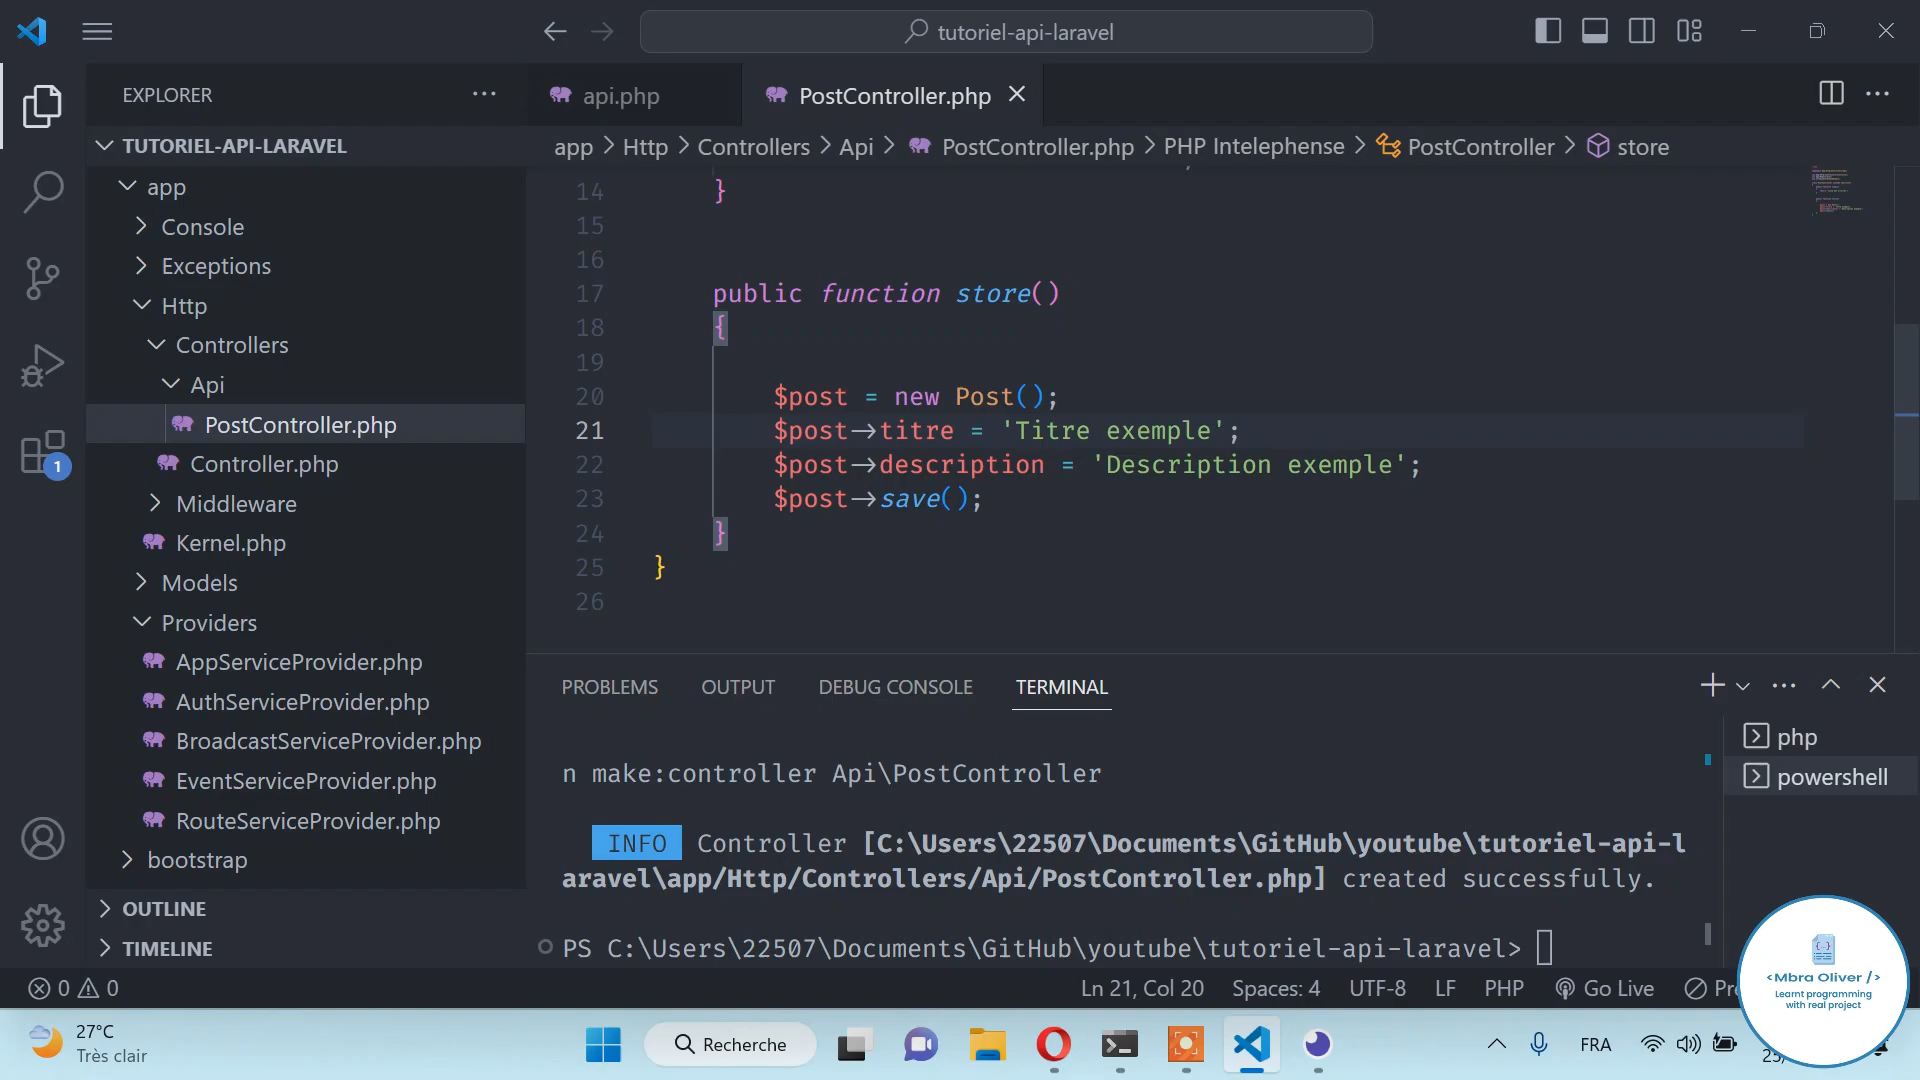 tutoriel-api-laravel
EXPLORER
TUTORIEL-API-LARAVEL
app
Console
Exceptions
Http
Controllers
Api
PostController.php
Controller.php
Middleware
Kernel.php
Models
Providers
AppServiceProvider.php
AuthServiceProvider.php
BroadcastServiceProvider.php
EventServiceProvider.php
RouteServiceProvider.php
bootstrap
OUTLINE
TIMELINE
1
api.php
PostController.php
app > Http > Controllers > Api > PostController.php > PHP Intelephense > PostController > store
14 }
15
16
17 public function store()
18 {
19
20 $post = new Post();
21 $post->titre = 'Titre exemple';
22 $post->description = 'Description exemple';
23 $post->save();
24 }
25 }
26
PROBLEMS OUTPUT DEBUG CONSOLE TERMINAL
n make:controller Api\PostController
INFO Controller [C:\Users\22507\Documents\GitHub\youtube\tutoriel-api-l
aravel\app/Http/Controllers/Api/PostController.php] created successfully.
PS C:\Users\22507\Documents\GitHub\youtube\tutoriel-api-laravel>
php
powershell
0 0
Ln 21, Col 20 Spaces: 4 UTF-8 LF PHP Go Live
<Mbra Oliver />
Learnt programming
with real project
27°C
Très clair
Recherche
FRA